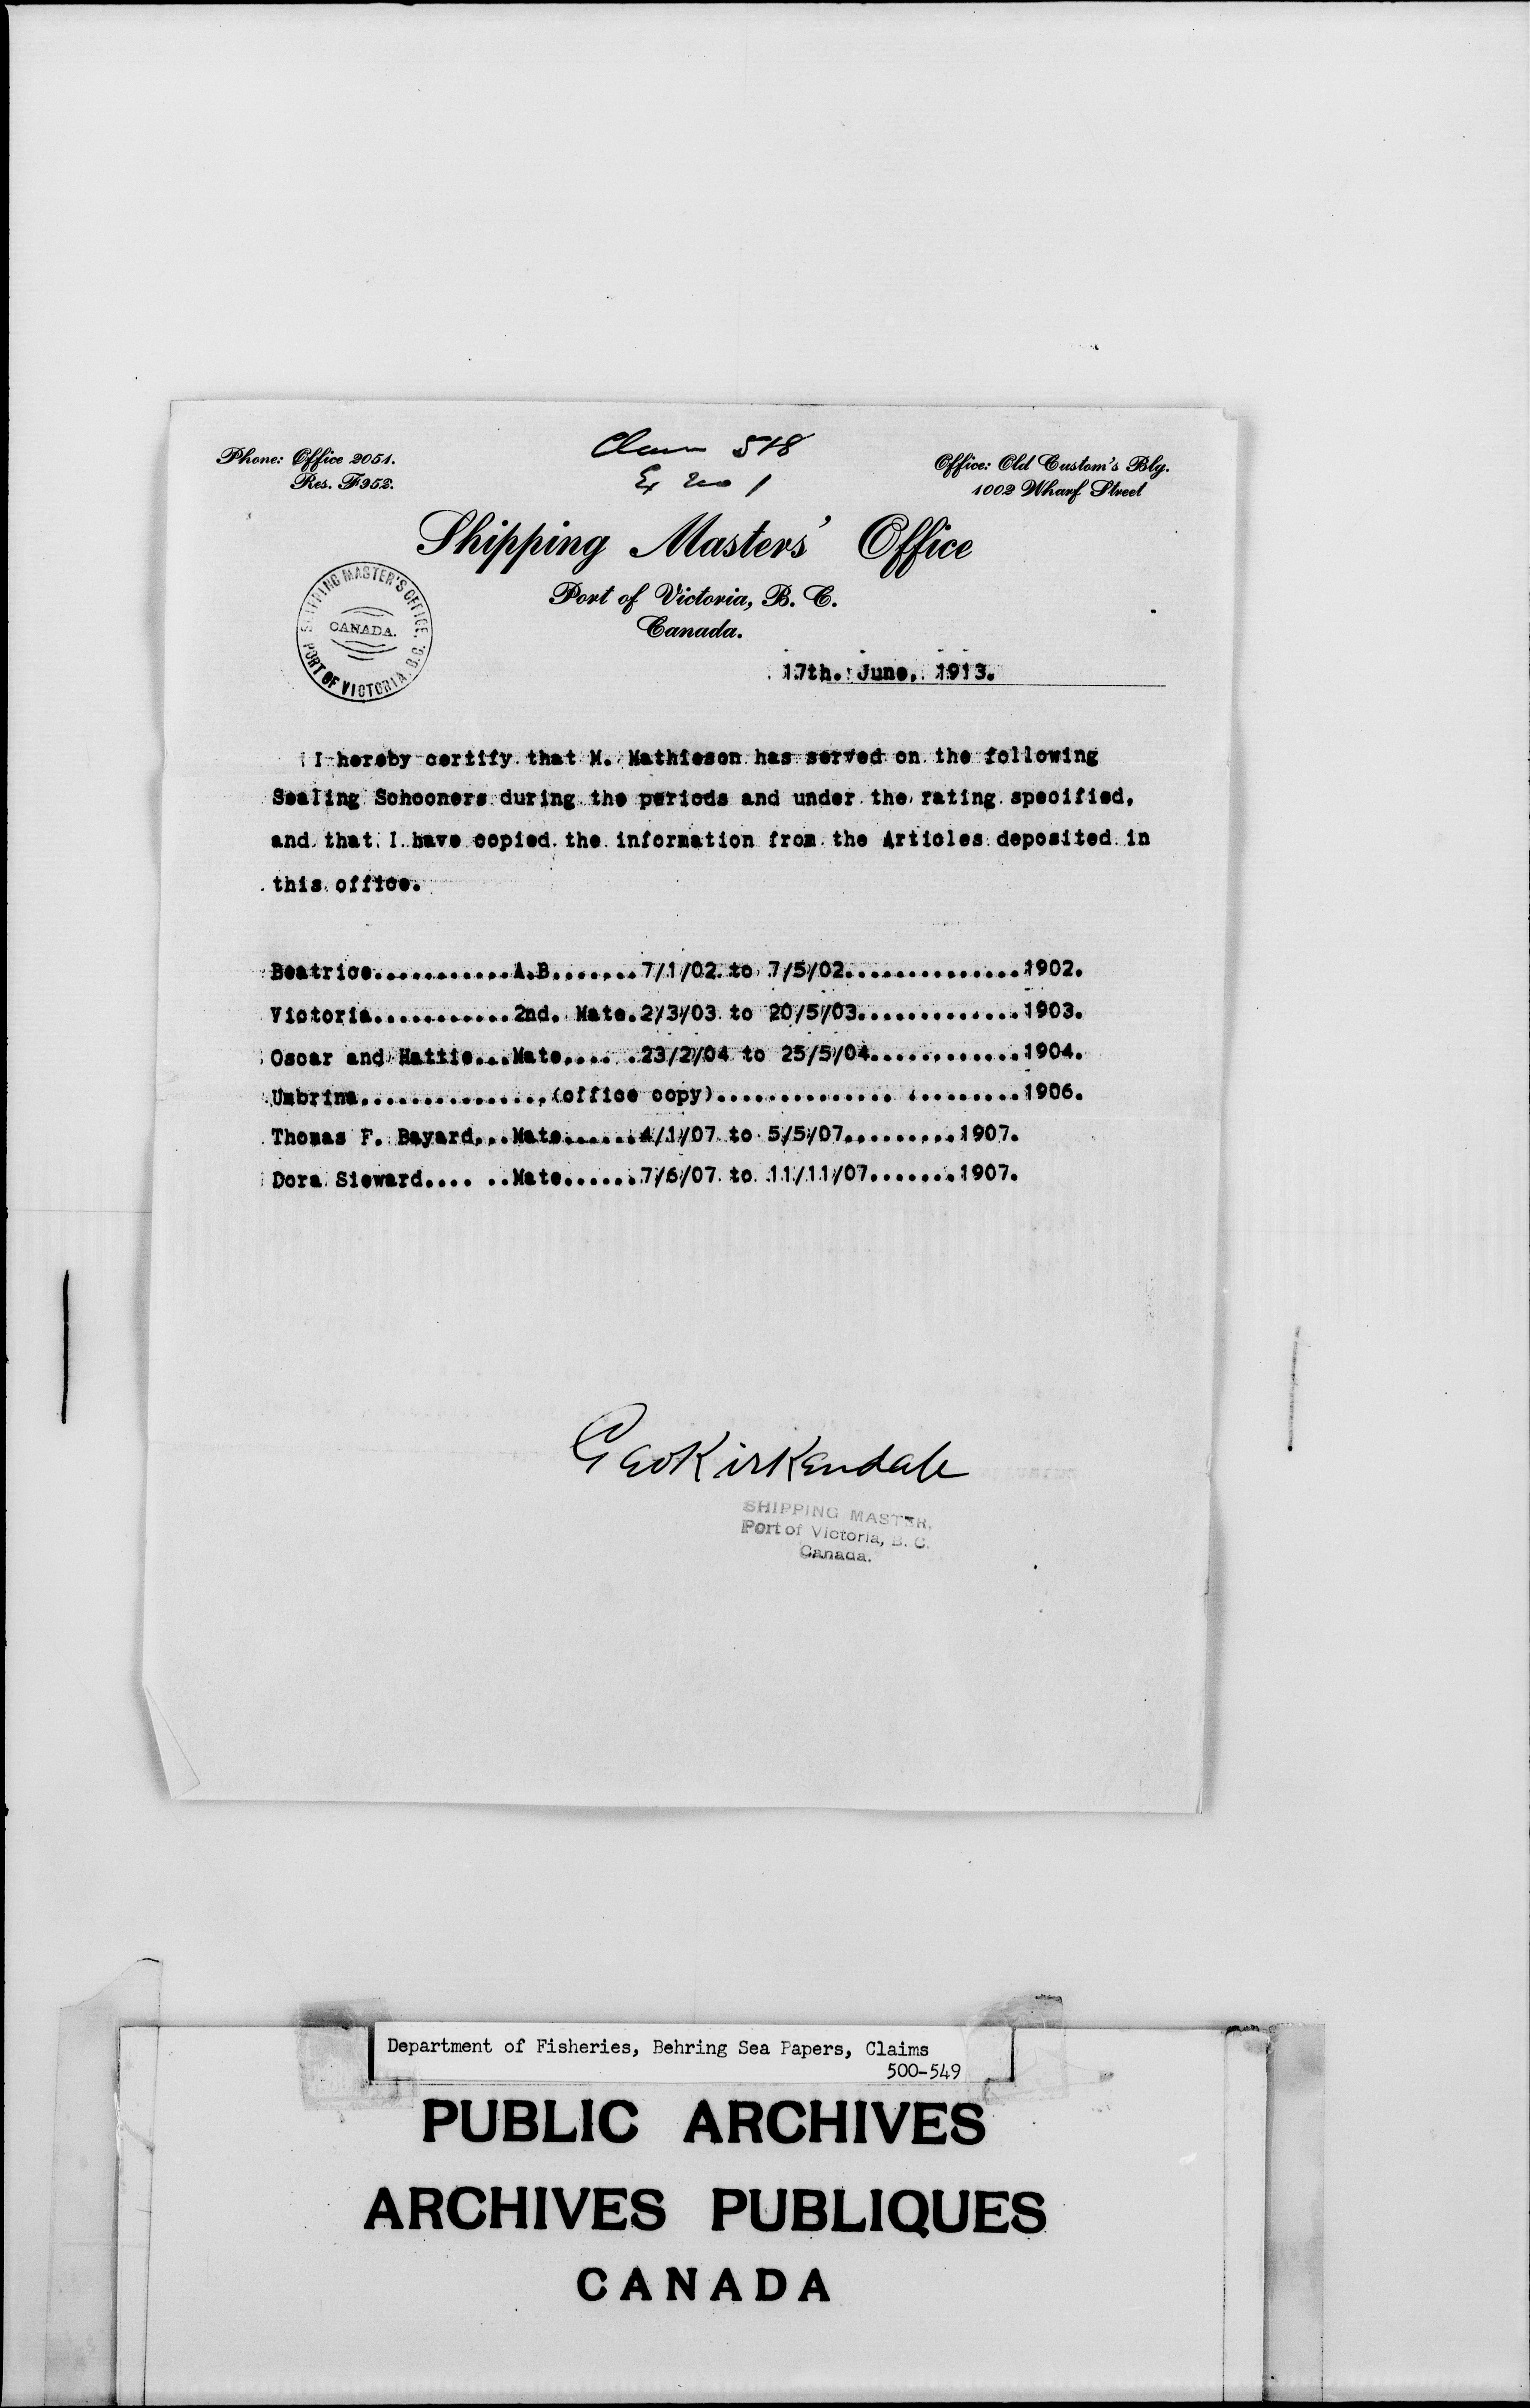 Claim 518
Ex No 1
Phone: Office 2051.
Res. F952.
Office: Old Custom's Blg.
1002 Wharf Street
Shipping Masters' Office
Port of Victoria, B. C.
Canada.
SHIPPING MASTER'S OFFICE.
CANADA.
PORT OF VICTORIA, B.C.
17th. June, 1913.
I hereby certify that M. Mathieson has served on the following
Sealing Schooners during the periods and under the rating specified,
and that I have copied the information from the Articles deposited in
this office.
Beatrice............A.B.......7/1/02 to 7/5/02...............1902.
Victoria............2nd. Mate.2/3/03 to 20/5/03..............1903.
Oscar and Hattie...Mate......23/2/04 to 25/5/04.............1904.
Umbrina................(office copy)............... .........1906.
Thomas F. Bayard...Mate......4/1/07 to 5/5/07..........1907.
Dora Sieward.... ..Mate......7/6/07 to 11/11/07........1907.
Geo Kirkendale
SHIPPING MASTER,
Port of Victoria, B. C.
Canada.
Department of Fisheries, Behring Sea Papers, Claims
500-549
PUBLIC ARCHIVES
ARCHIVES PUBLIQUES
CANADA